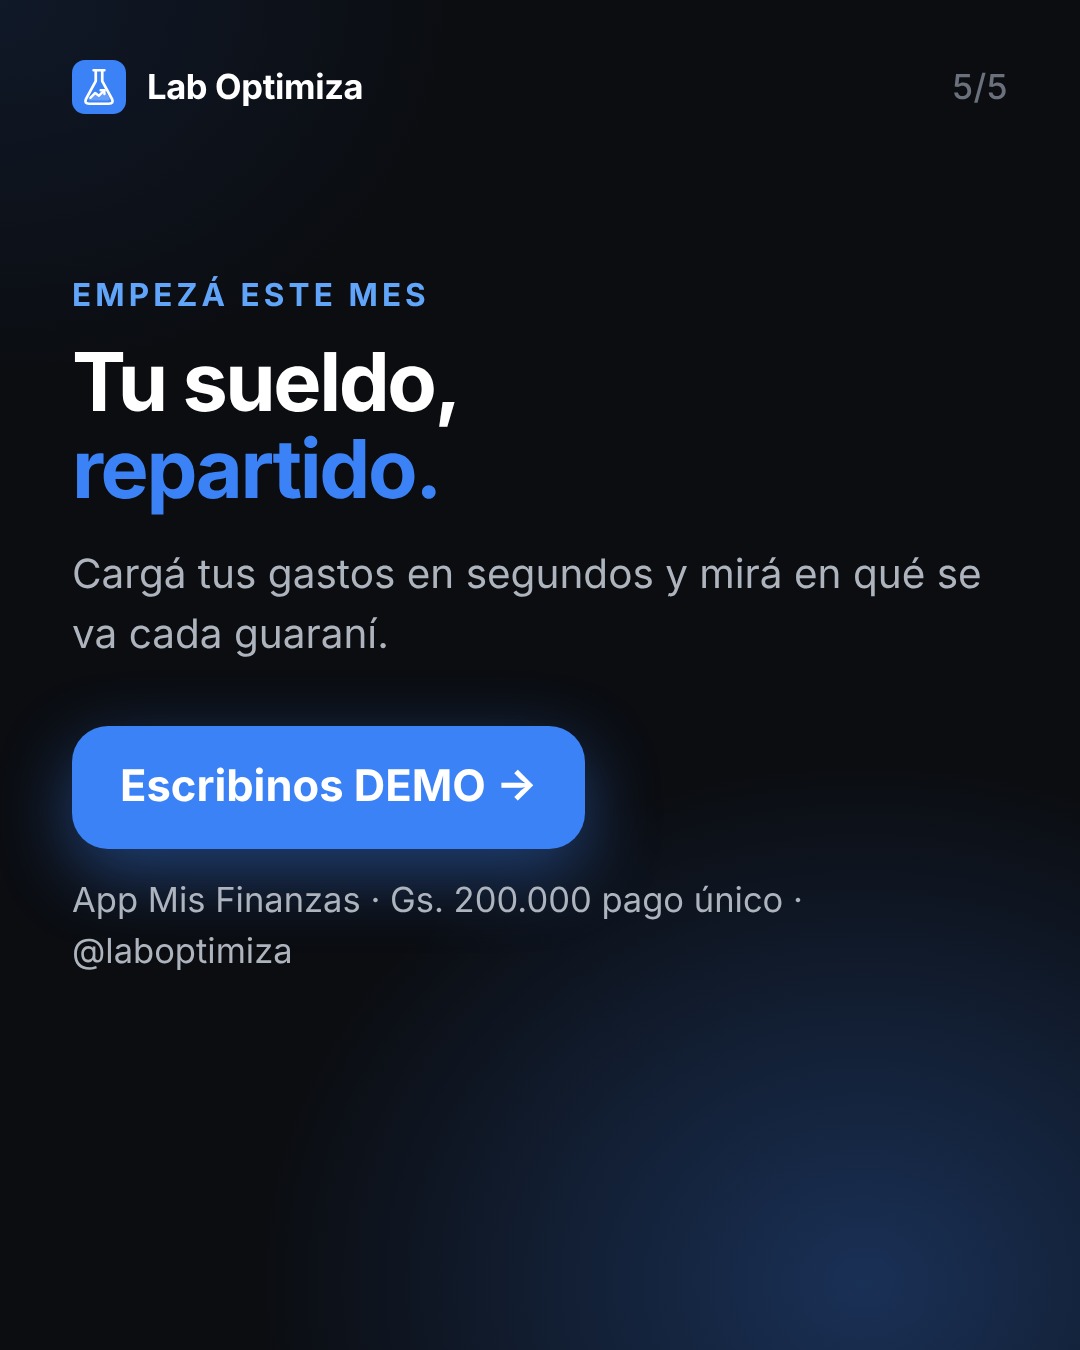 Lab Optimiza
5/5
EMPEZÁ ESTE MES
Tu sueldo,
repartido.
Cargá tus gastos en segundos y mirá en qué se
va cada guaraní.
Escribinos DEMO →
App Mis Finanzas · Gs. 200.000 pago único ·
@laboptimiza